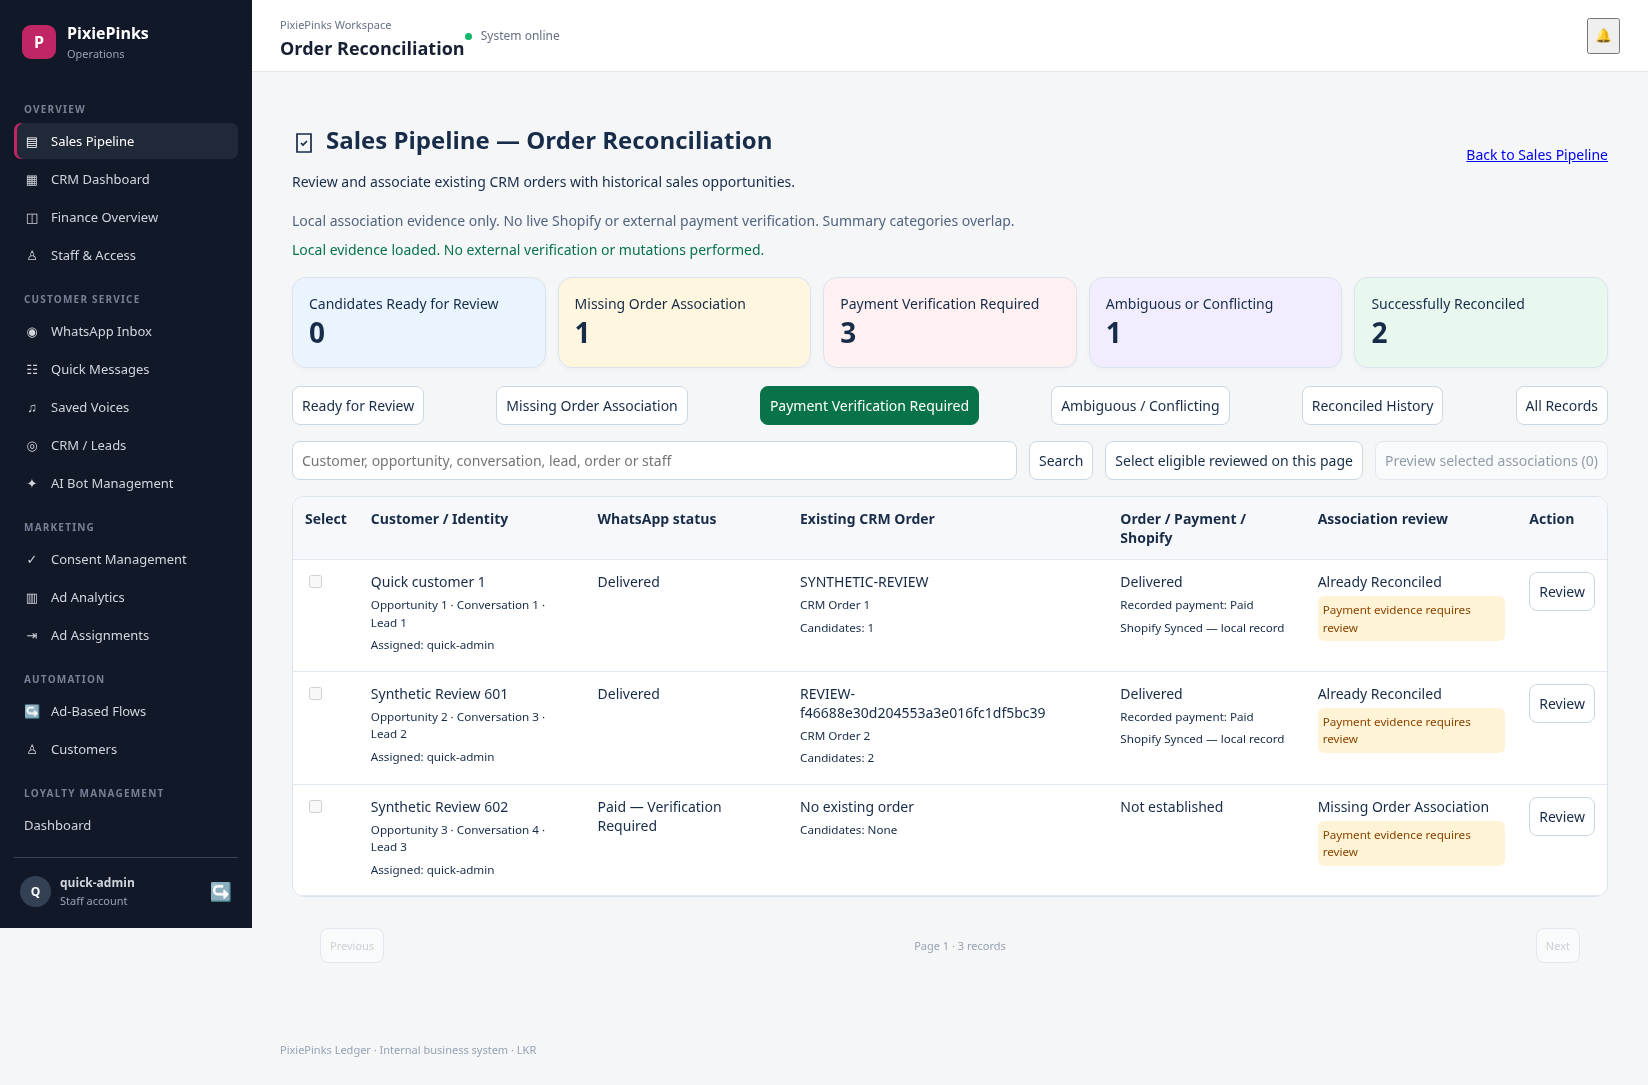 P
PixiePinks
Operations
OVERVIEW
Sales Pipeline
CRM Dashboard
Finance Overview
Staff & Access
CUSTOMER SERVICE
WhatsApp Inbox
Quick Messages
Saved Voices
CRM / Leads
AI Bot Management
MARKETING
Consent Management
Ad Analytics
Ad Assignments
AUTOMATION
Ad-Based Flows
Customers
LOYALTY MANAGEMENT
Dashboard
Q
quick-admin
Staff account
PixiePinks Workspace
Order Reconciliation
System online
Sales Pipeline — Order Reconciliation
Back to Sales Pipeline
Review and associate existing CRM orders with historical sales opportunities.
Local association evidence only. No live Shopify or external payment verification. Summary categories overlap.
Local evidence loaded. No external verification or mutations performed.
Candidates Ready for Review
0
Missing Order Association
1
Payment Verification Required
3
Ambiguous or Conflicting
1
Successfully Reconciled
2
Ready for Review
Missing Order Association
Payment Verification Required
Ambiguous / Conflicting
Reconciled History
All Records
Customer, opportunity, conversation, lead, order or staff
Search
Select eligible reviewed on this page
Preview selected associations (0)
Select
Customer / Identity
WhatsApp status
Existing CRM Order
Order / Payment /
Shopify
Association review
Action
Quick customer 1
Opportunity 1 · Conversation 1 ·
Lead 1
Assigned: quick-admin
Delivered
SYNTHETIC-REVIEW
CRM Order 1
Candidates: 1
Delivered
Recorded payment: Paid
Shopify Synced — local record
Already Reconciled
Payment evidence requires
review
Review
Synthetic Review 601
Opportunity 2 · Conversation 3 ·
Lead 2
Assigned: quick-admin
Delivered
REVIEW-
f46688e30d204553a3e016fc1df5bc39
CRM Order 2
Candidates: 2
Delivered
Recorded payment: Paid
Shopify Synced — local record
Already Reconciled
Payment evidence requires
review
Review
Synthetic Review 602
Opportunity 3 · Conversation 4 ·
Lead 3
Assigned: quick-admin
Paid — Verification
Required
No existing order
Candidates: None
Not established
Missing Order Association
Payment evidence requires
review
Review
Previous
Page 1 · 3 records
Next
PixiePinks Ledger · Internal business system · LKR